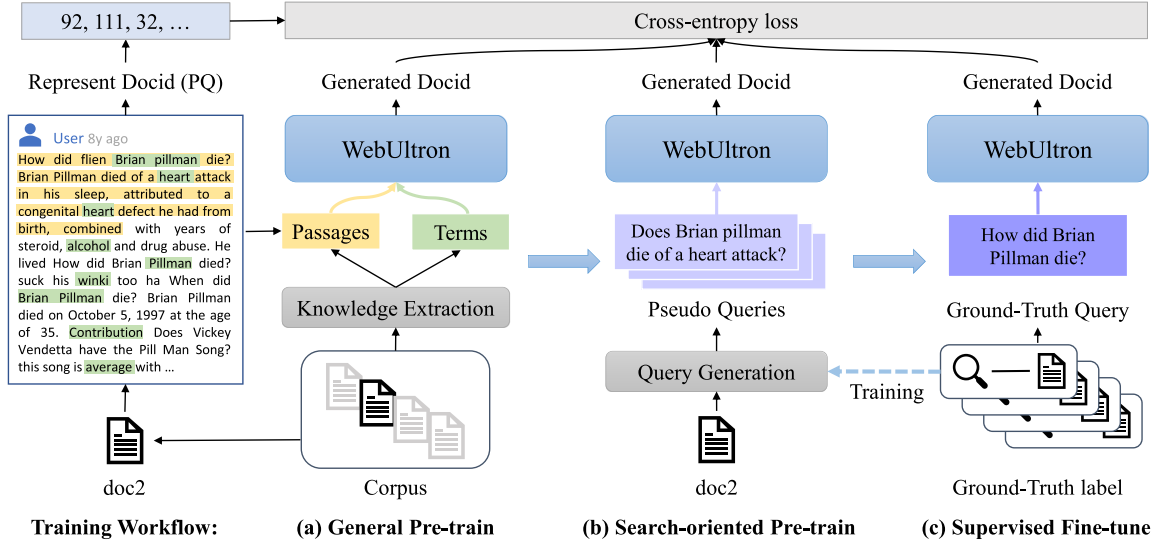 92, 111, 32, …
Cross-entropy loss
Represent Docid (PQ)
Generated Docid
Generated Docid
Generated Docid
User 8y ago
How did flien Brian pillman die?
Brian Pillman died of a heart attack
in his sleep, attributed to a
congenital heart defect he had from
birth, combined with years of
steroid, alcohol and drug abuse. He
lived How did Brian Pillman died?
suck his winki too ha When did
Brian Pillman die? Brian Pillman
died on October 5, 1997 at the age
of 35. Contribution Does Vickey
Vendetta have the Pill Man Song?
this song is average with …
WebUltron
WebUltron
WebUltron
Passages
Terms
Does Brian pillman
die of a heart attack?
How did Brian
Pillman die?
Knowledge Extraction
Pseudo Queries
Ground-Truth Query
Query Generation
Training
doc2
Corpus
doc2
Ground-Truth label
Training Workflow:
(a) General Pre-train
(b) Search-oriented Pre-train
(c) Supervised Fine-tune